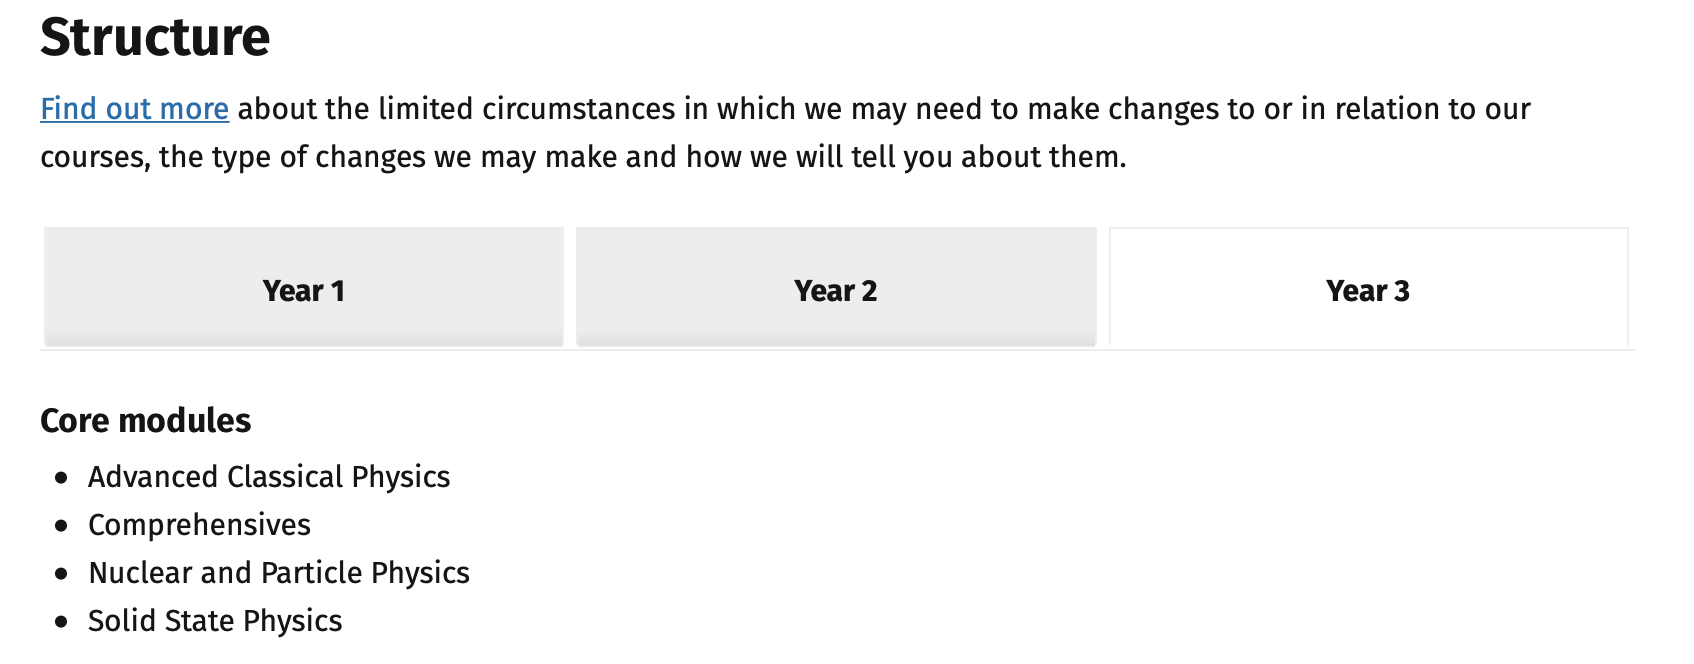 Structure
Find out more about the limited circumstances in which we may need to make changes to or in relation to our
courses, the type of changes we may make and how we will tell you about them.
Year 1
Year 2
Year 3
Core modules
• Advanced Classical Physics
• Comprehensives
• Nuclear and Particle Physics
• Solid State Physics